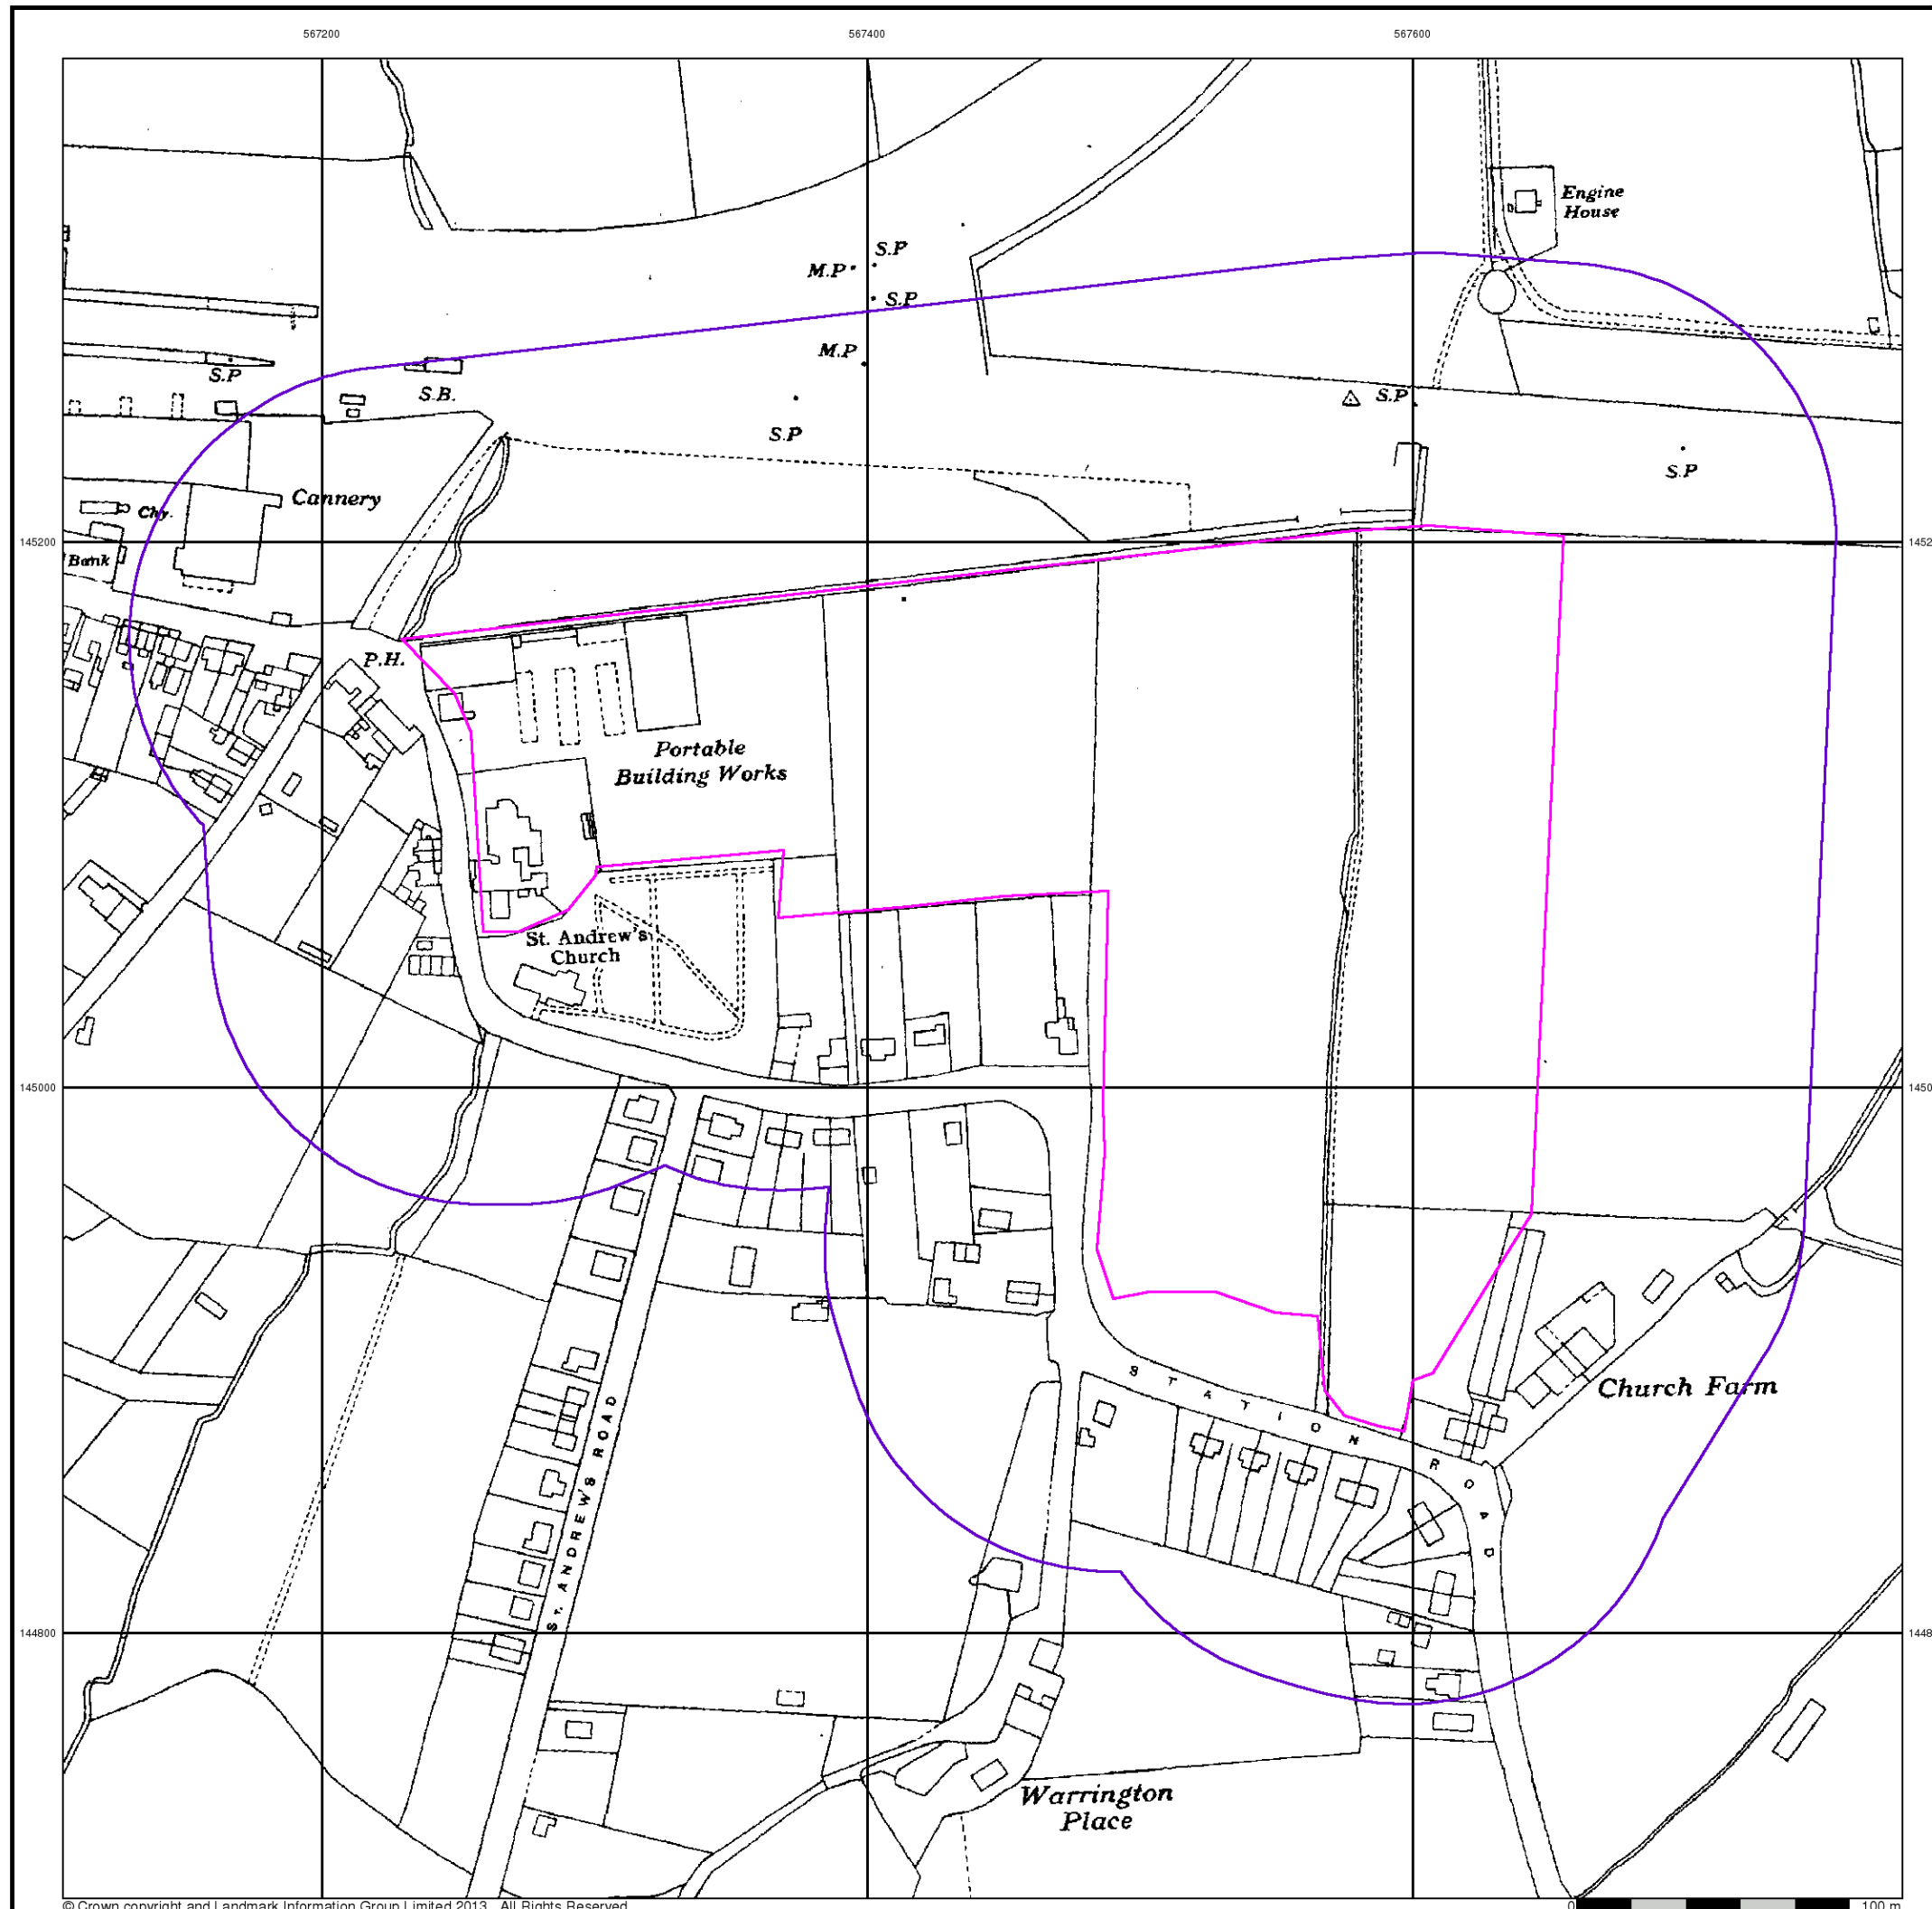 567200
567400
567600
Engine
House
S.P
M.P
S.P
M.P
S.P
S.B.
S.P
S.P
S.P
Cannery
Chy.
Bank
145200
P.H.
Portable
Building Works
St. Andrew's
Church
145000
STATION ROAD
Church Farm
ST. ANDREW'S ROAD
144800
Warrington
Place
© Crown copyright and Landmark Information Group Limited 2013. All Rights Reserved.
0
100 m